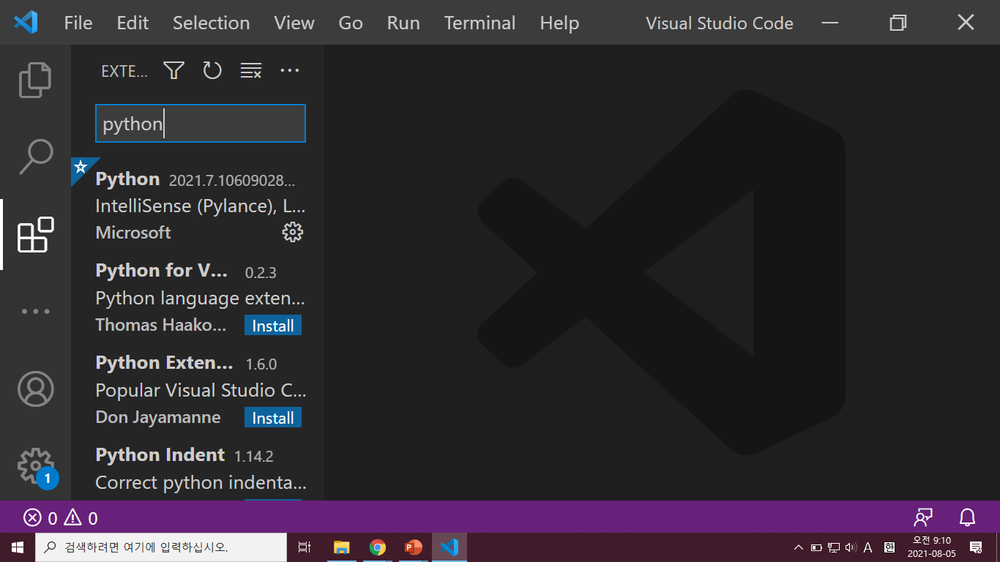 File Edit Selection View Go Run Terminal Help Visual Studio Code
EXTE...
python
Python 2021.7.10609028...
IntelliSense (Pylance), L...
Microsoft
Python for V... 0.2.3
Python language exten...
Thomas Haako... Install
Python Exten... 1.6.0
Popular Visual Studio C...
Don Jayamanne Install
Python Indent 1.14.2
Correct python indenta...
1
0 0
검색하려면 여기에 입력하십시오.
A 한
오전 9:10
2021-08-05